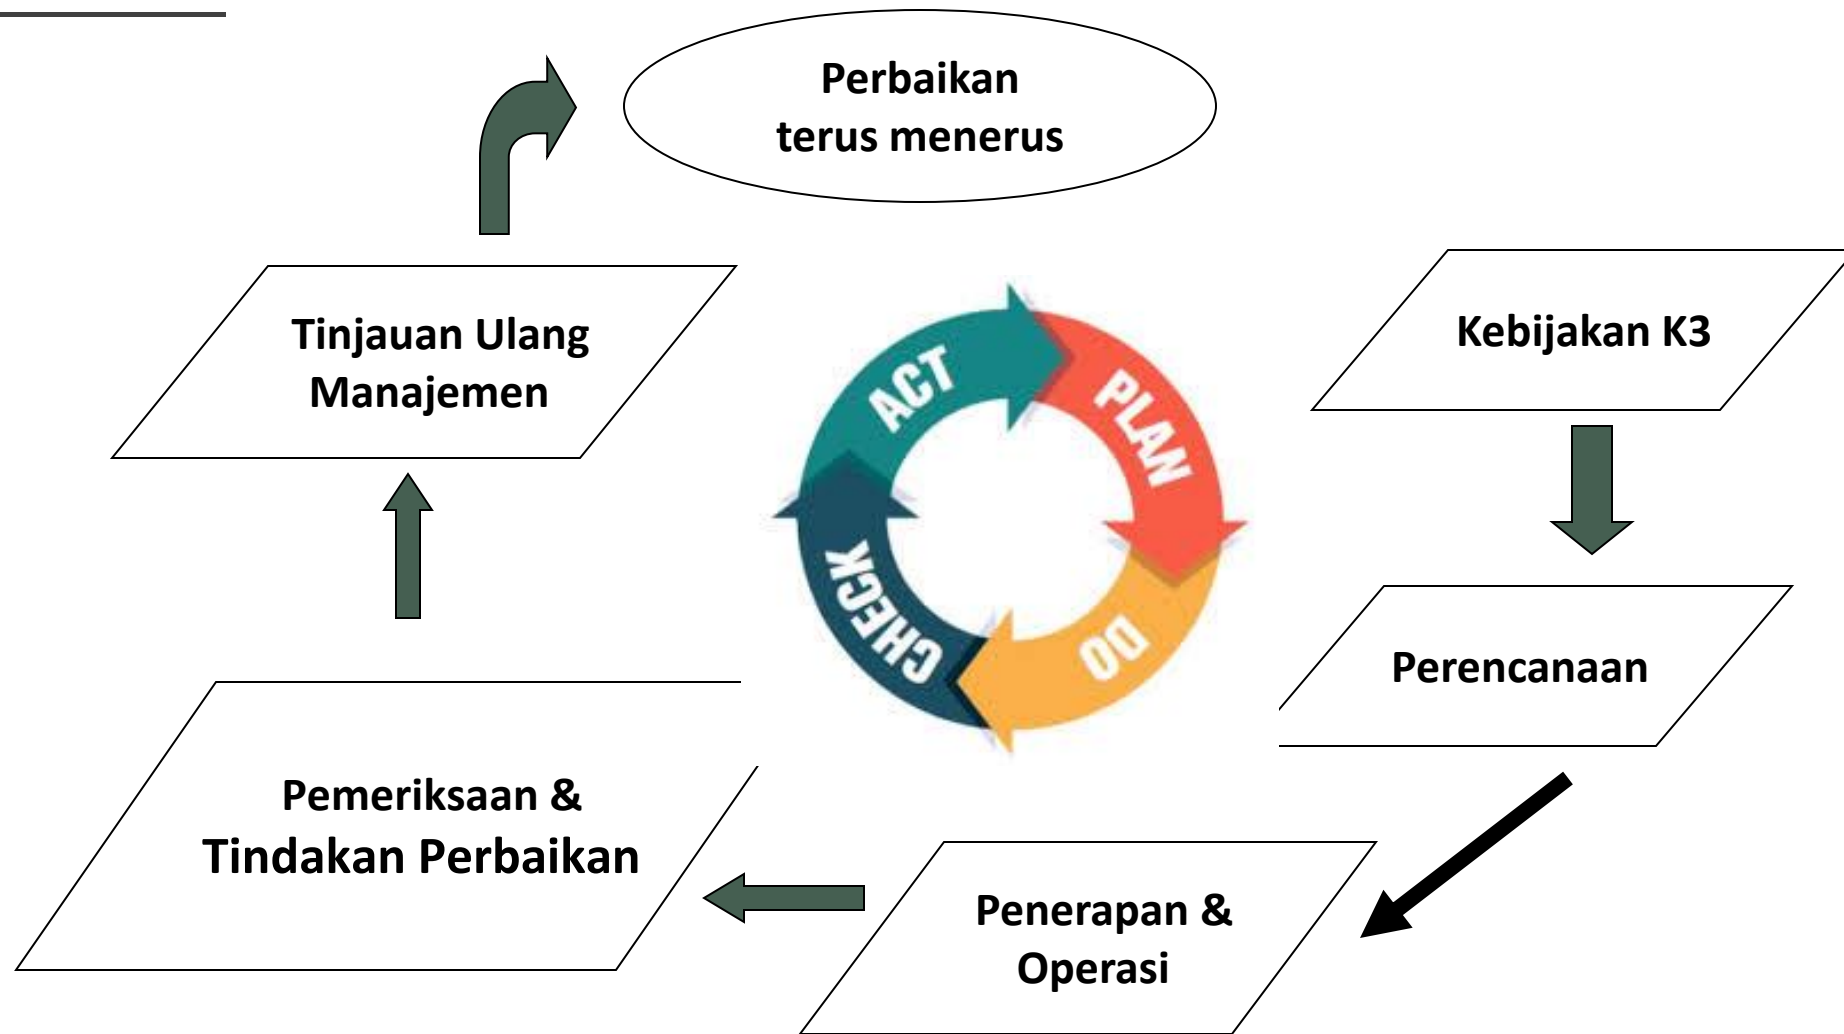 Perbaikan
terus menerus
Kebijakan K3
Tinjauan Ulang
Manajemen
ACT
PLAN
DO
CHECK
Perencanaan
Pemeriksaan &
Tindakan Perbaikan
Penerapan &
Operasi